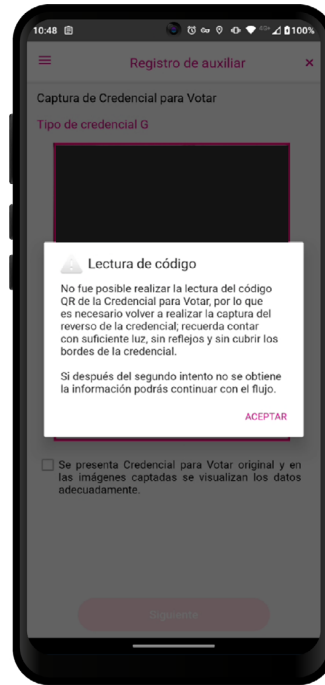 10:48
100%
Registro de auxiliar
Captura de Credencial para Votar
Tipo de credencial G
Lectura de código
No fue posible realizar la lectura del código
QR de la Credencial para Votar, por lo que
es necesario volver a realizar la captura del
reverso de la credencial; recuerda contar
con suficiente luz, sin reflejos y sin cubrir los
bordes de la credencial.
Si después del segundo intento no se obtiene
la información podrás continuar con el flujo.
ACEPTAR
Se presenta Credencial para Votar original y en
las imágenes captadas se visualizan los datos
adecuadamente.
Siguiente